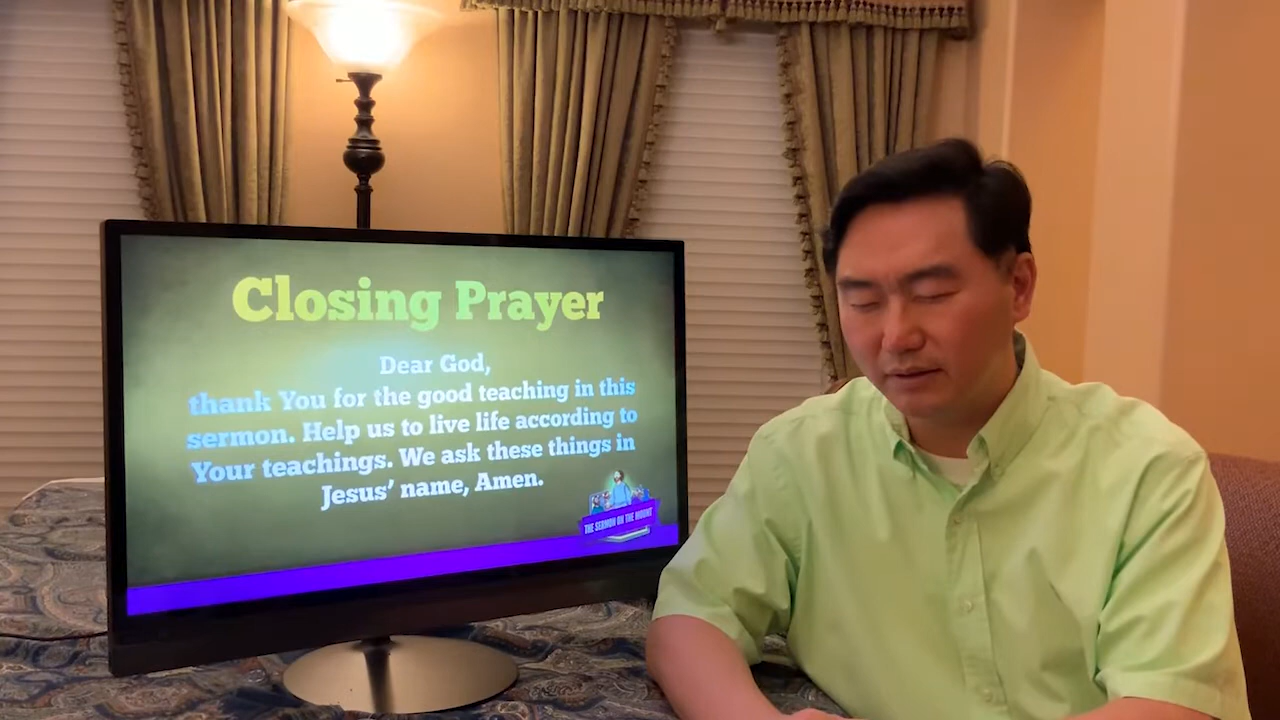 Closing Prayer
Dear God,
thank You for the good teaching in this
sermon. Help us to live life according to
Your teachings. We ask these things in
Jesus’ name, Amen.
THE SERMON ON THE MOUNT